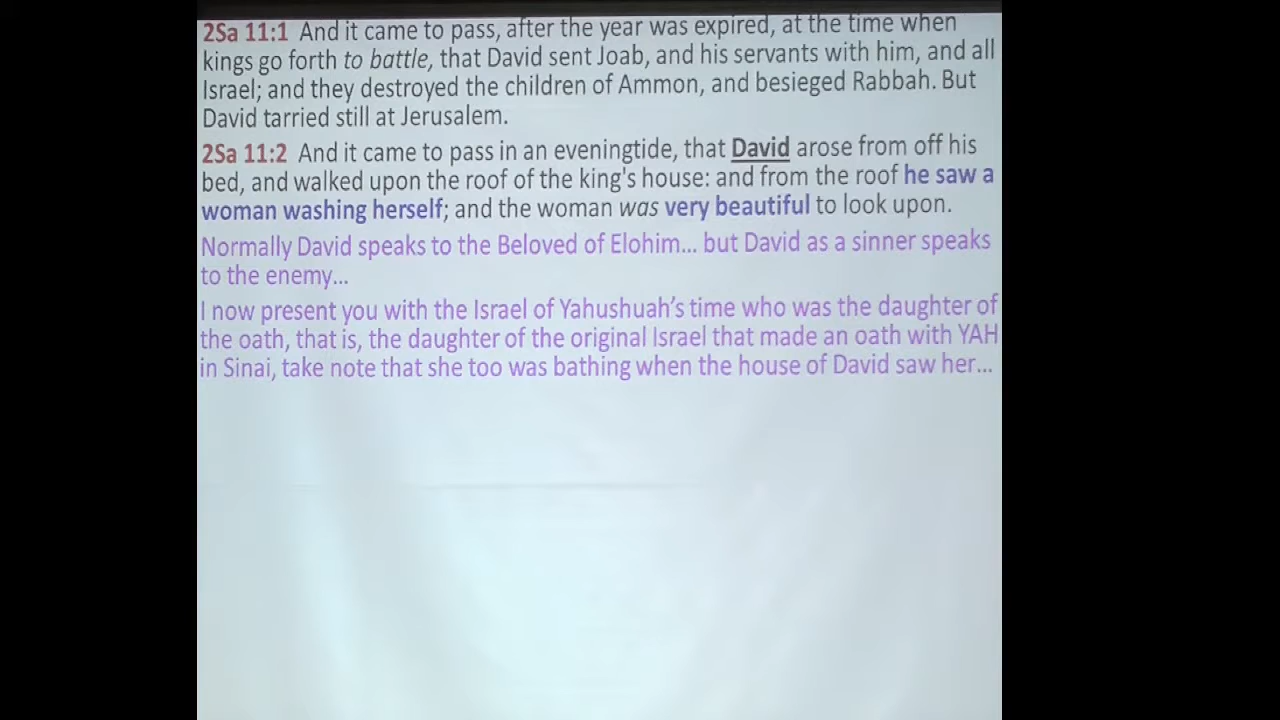 2Sa 11:1 And it came to pass, after the year was expired, at the time when
kings go forth to battle, that David sent Joab, and his servants with him, and all
Israel; and they destroyed the children of Ammon, and besieged Rabbah. But
David tarried still at Jerusalem.
2Sa 11:2 And it came to pass in an eveningtide, that David arose from off his
bed, and walked upon the roof of the king's house: and from the roof he saw a
woman washing herself; and the woman was very beautiful to look upon.
Normally David speaks to the Beloved of Elohim... but David as a sinner speaks
to the enemy...
I now present you with the Israel of Yahushuah's time who was the daughter of
the oath, that is, the daughter of the original Israel that made an oath with YAH
in Sinai, take note that she too was bathing when the house of David saw her...